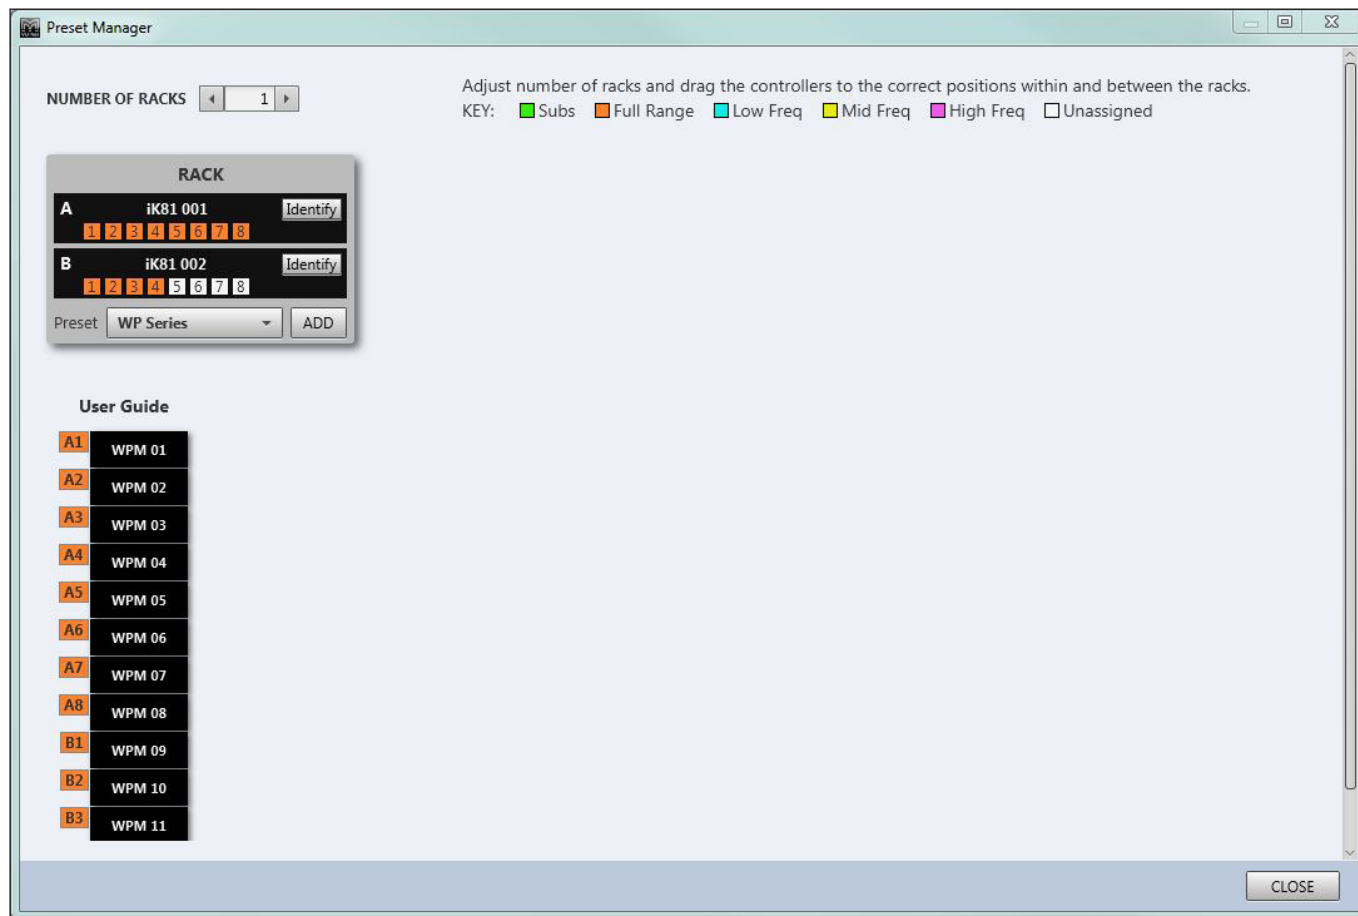 Preset Manager
NUMBER OF RACKS 1
Adjust number of racks and drag the controllers to the correct positions within and between the racks.
KEY: Subs Full Range Low Freq Mid Freq High Freq Unassigned
RACK
A iK81 001 Identify
1 2 3 4 5 6 7 8
B iK81 002 Identify
1 2 3 4 5 6 7 8
Preset WP Series ADD
User Guide
A1 WPM 01
A2 WPM 02
A3 WPM 03
A4 WPM 04
A5 WPM 05
A6 WPM 06
A7 WPM 07
A8 WPM 08
B1 WPM 09
B2 WPM 10
B3 WPM 11
CLOSE